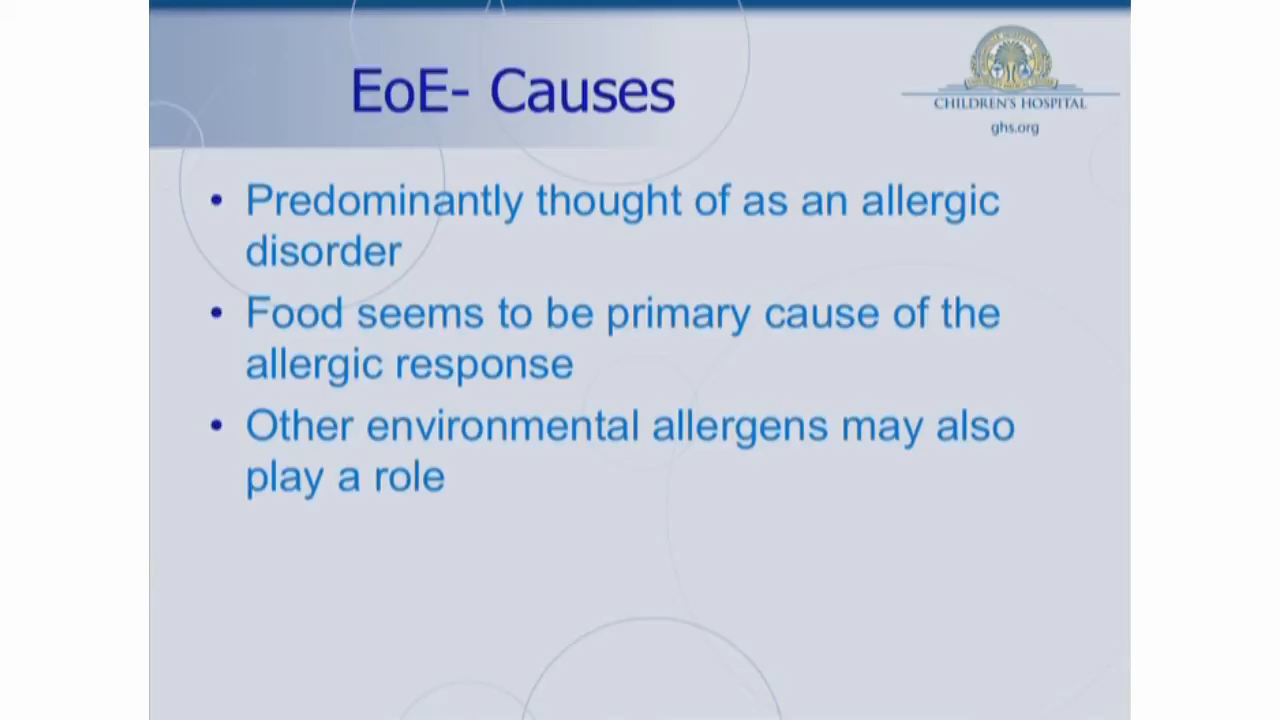 EoE- Causes
CHILDREN'S HOSPITAL
ghs.org
• Predominantly thought of as an allergic
disorder
• Food seems to be primary cause of the
allergic response
• Other environmental allergens may also
play a role